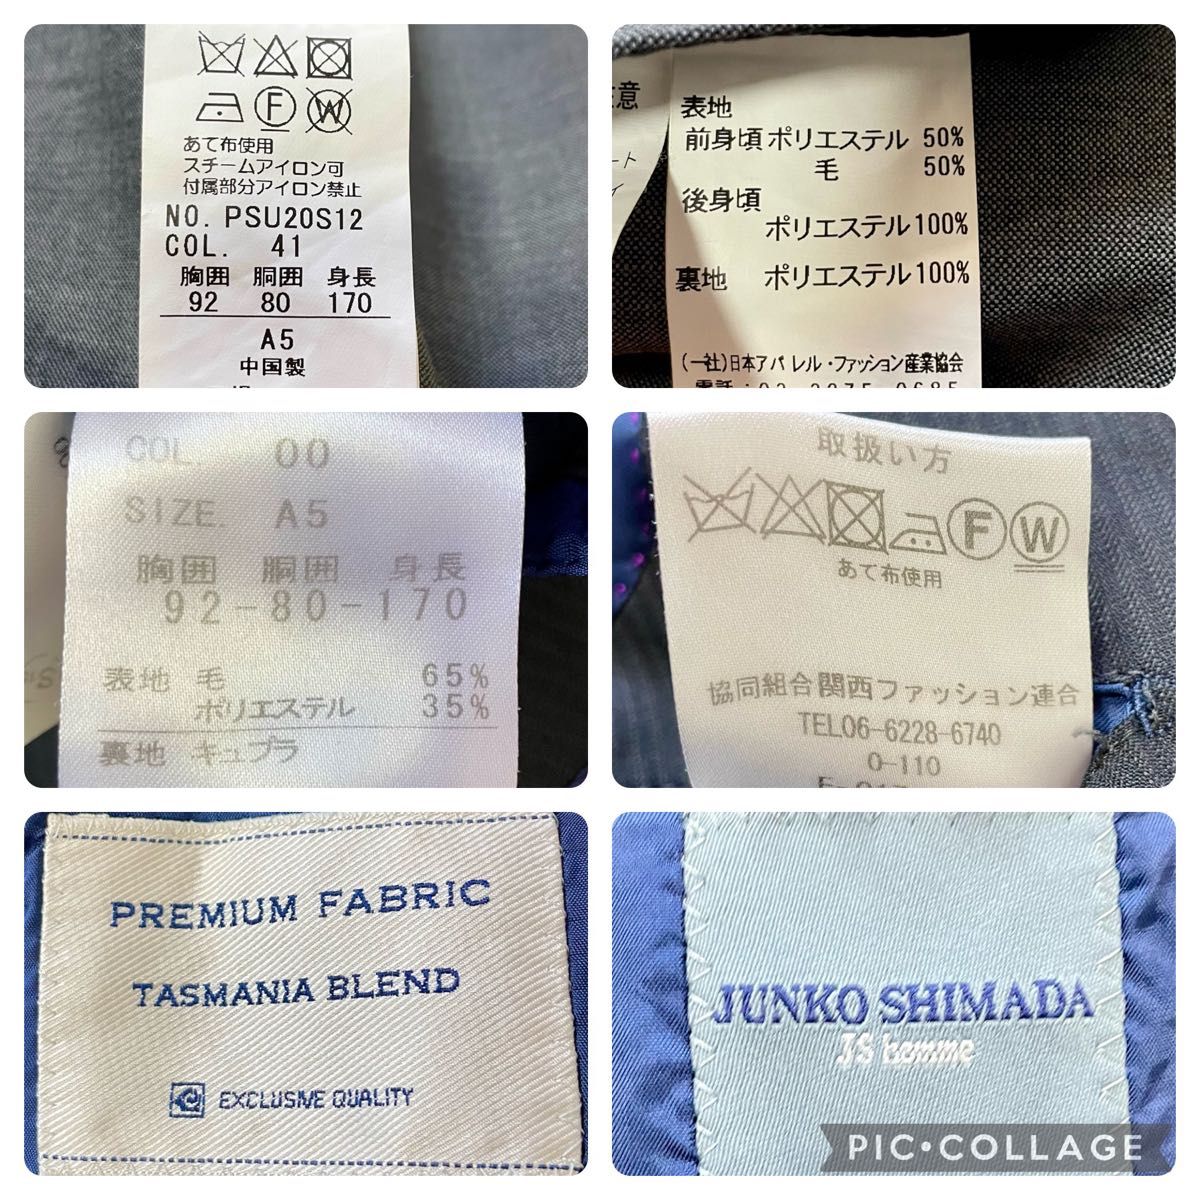 あて布使用
スチームアイロン可
付属部分アイロン禁止
NO. PSU20S12
COL. 41
胸囲 胴囲 身長
92 80 170
A5
中国製
意
ート
イ
表地
前身頃 ポリエステル 50%
毛 50%
後身頃
ポリエステル 100%
裏地 ポリエステル 100%
(一社)日本アパレル・ファッション産業協会
COL. 00
SIZE. A5
胸囲 胴囲 身長
92-80-170
表地 毛 65%
ポリエステル 35%
裏地 キュプラ
取扱い方
F W
あて布使用
協同組合関西ファッション連合
TEL06-6228-6740
O-110
PREMIUM FABRIC
TASMANIA BLEND
EXCLUSIVE QUALITY
JUNKO SHIMADA
JS homme
PIC•COLLAGE